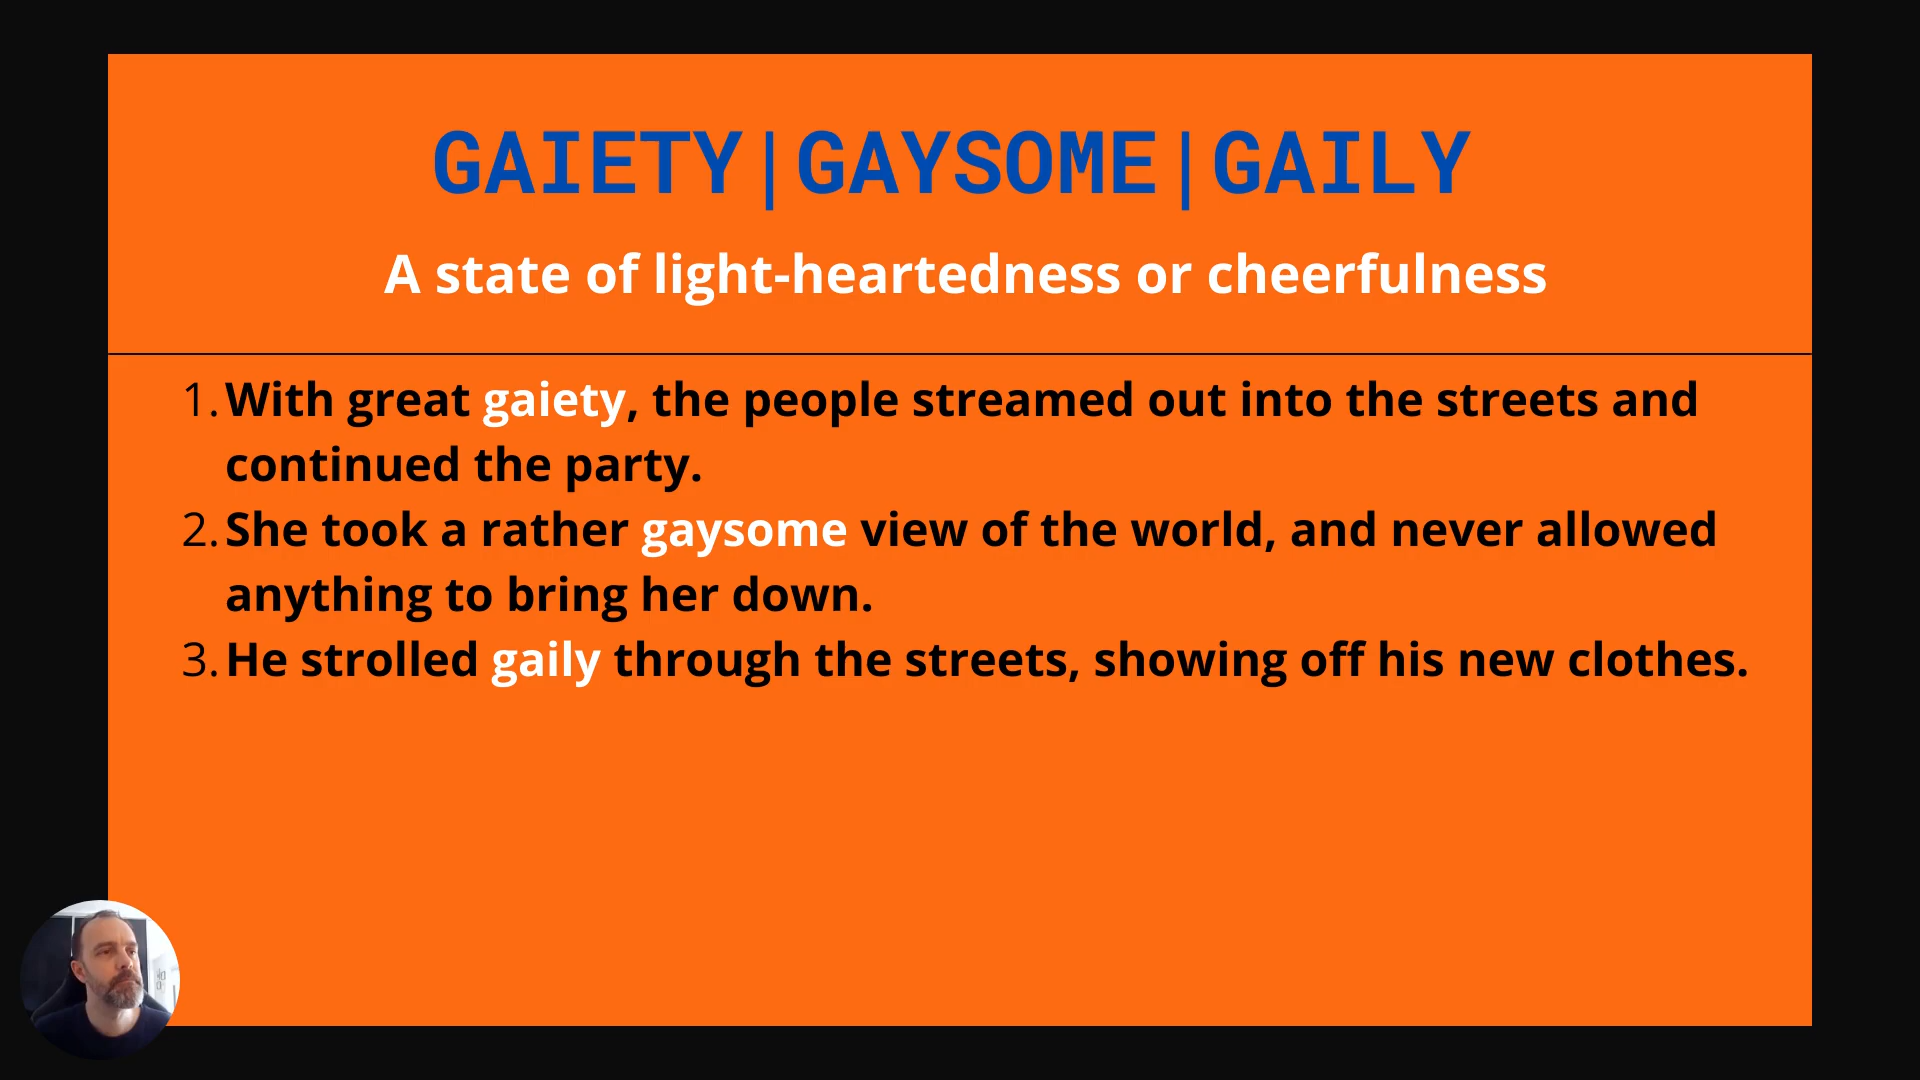 GAIETY|GAYSOME|GAILY
A state of light-heartedness or cheerfulness
1. With great gaiety, the people streamed out into the streets and
continued the party.
2. She took a rather gaysome view of the world, and never allowed
anything to bring her down.
3. He strolled gaily through the streets, showing off his new clothes.